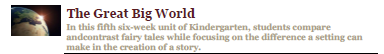 The Great Big World
In this fifth six-week unit of Kindergarten, students compare
andcontrast fairy tales while focusing on the difference a setting can
make in the creation of a story.